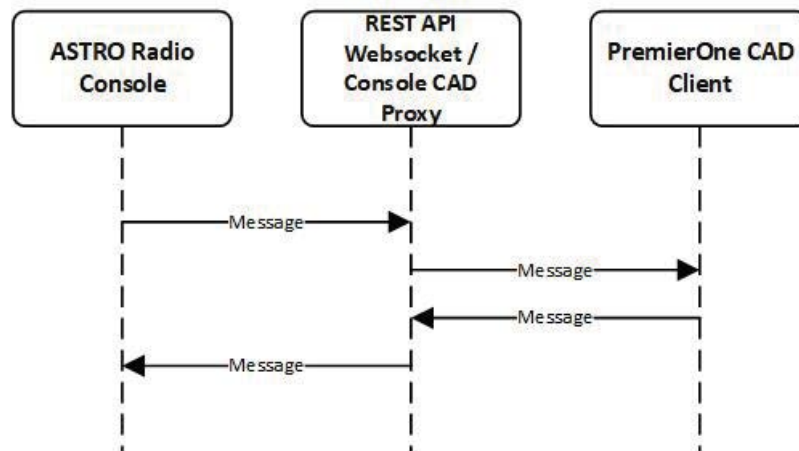 ASTRO Radio
Console
REST API
Websocket /
Console CAD
Proxy
PremierOne CAD
Client
Message
Message
Message
Message